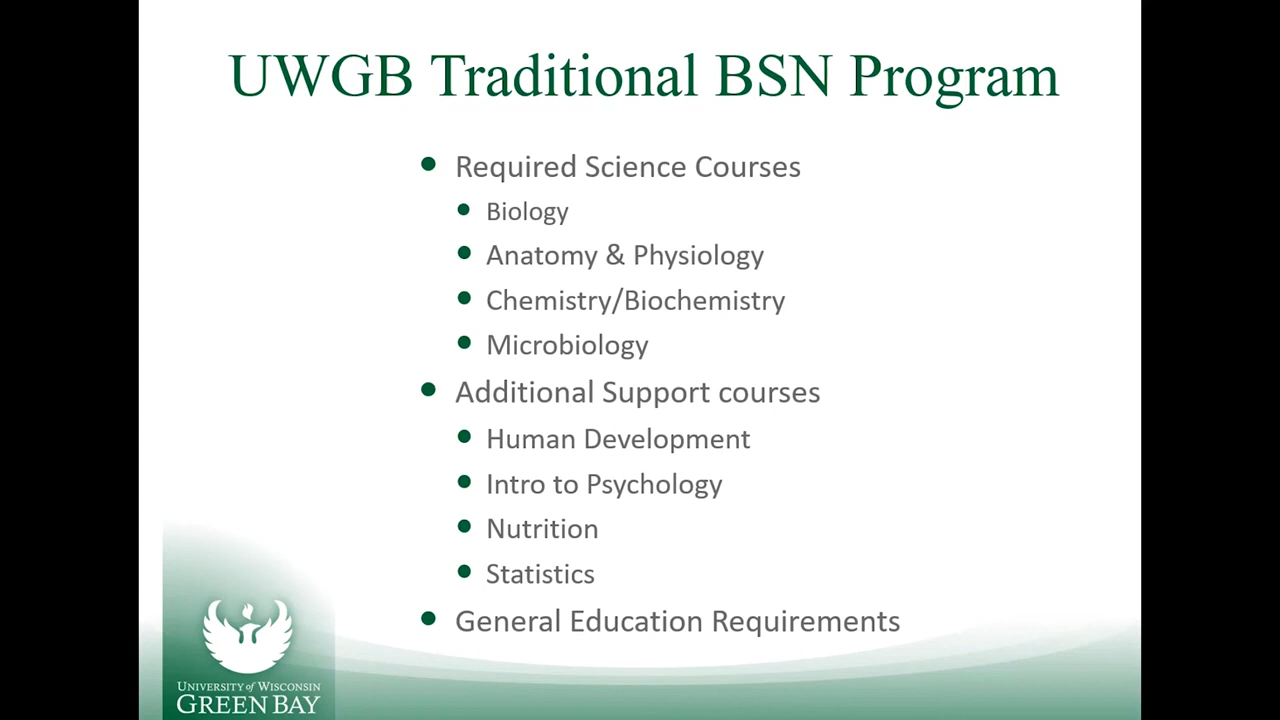 UWGB Traditional BSN Program
Required Science Courses
Biology
Anatomy & Physiology
Chemistry/Biochemistry
Microbiology
Additional Support courses
Human Development
Intro to Psychology
Nutrition
Statistics
General Education Requirements
UNIVERSITY of WISCONSIN
GREEN BAY